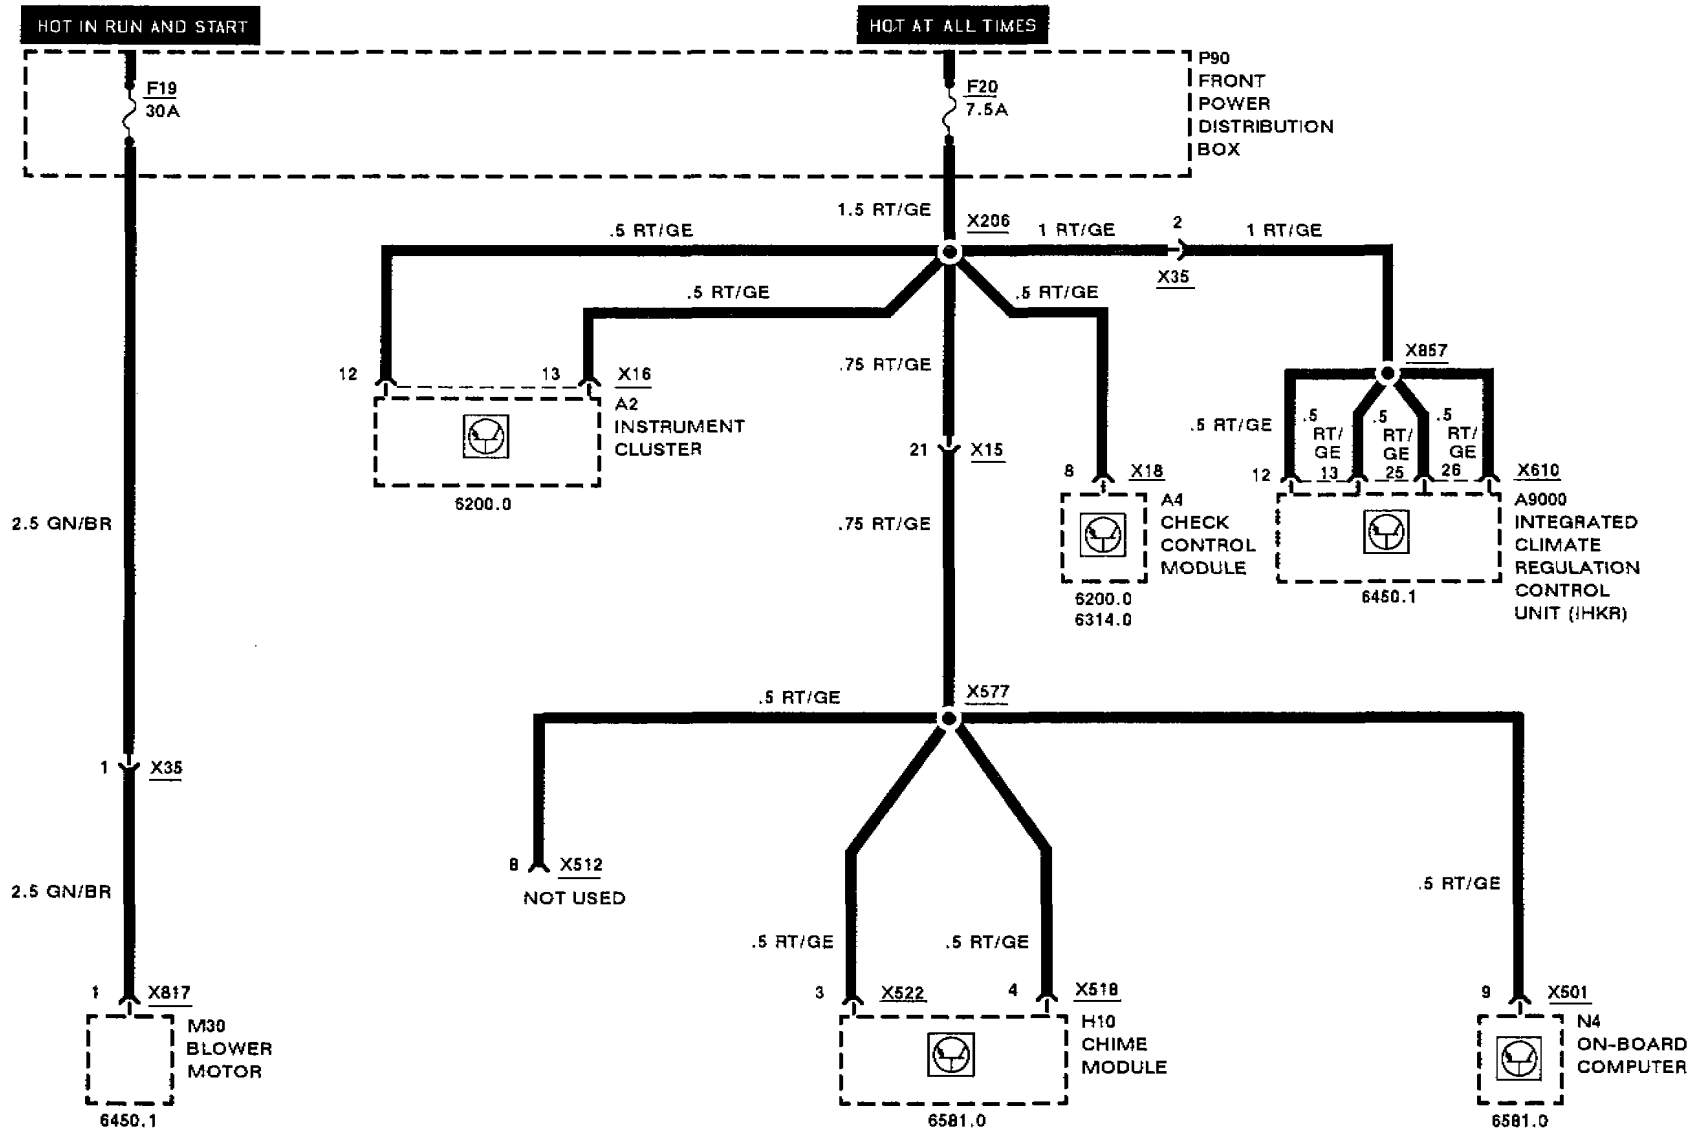 HOT IN RUN AND START
HOT AT ALL TIMES
P90
FRONT
POWER
DISTRIBUTION
BOX
F19
30A
F20
7.5A
1.5 RT/GE
X206
.5 RT/GE
1 RT/GE
2
1 RT/GE
X35
.5 RT/GE
.5 RT/GE
.75 RT/GE
X857
12
13
X16
A2
INSTRUMENT
CLUSTER
6200.0
21
X15
8
X18
A4
CHECK
CONTROL
MODULE
6200.0
6314.0
.5 RT/GE
.5
RT/
GE
.5
RT/
GE
.5
RT/
GE
12
13
25
26
X610
A9000
INTEGRATED
CLIMATE
REGULATION
CONTROL
UNIT (IHKR)
6450.1
2.5 GN/BR
.75 RT/GE
.5 RT/GE
X577
1
X35
8
X512
NOT USED
2.5 GN/BR
.5 RT/GE
.5 RT/GE
.5 RT/GE
1
X817
M30
BLOWER
MOTOR
6450.1
3
X522
4
X518
H10
CHIME
MODULE
6581.0
9
X501
N4
ON-BOARD
COMPUTER
6581.0